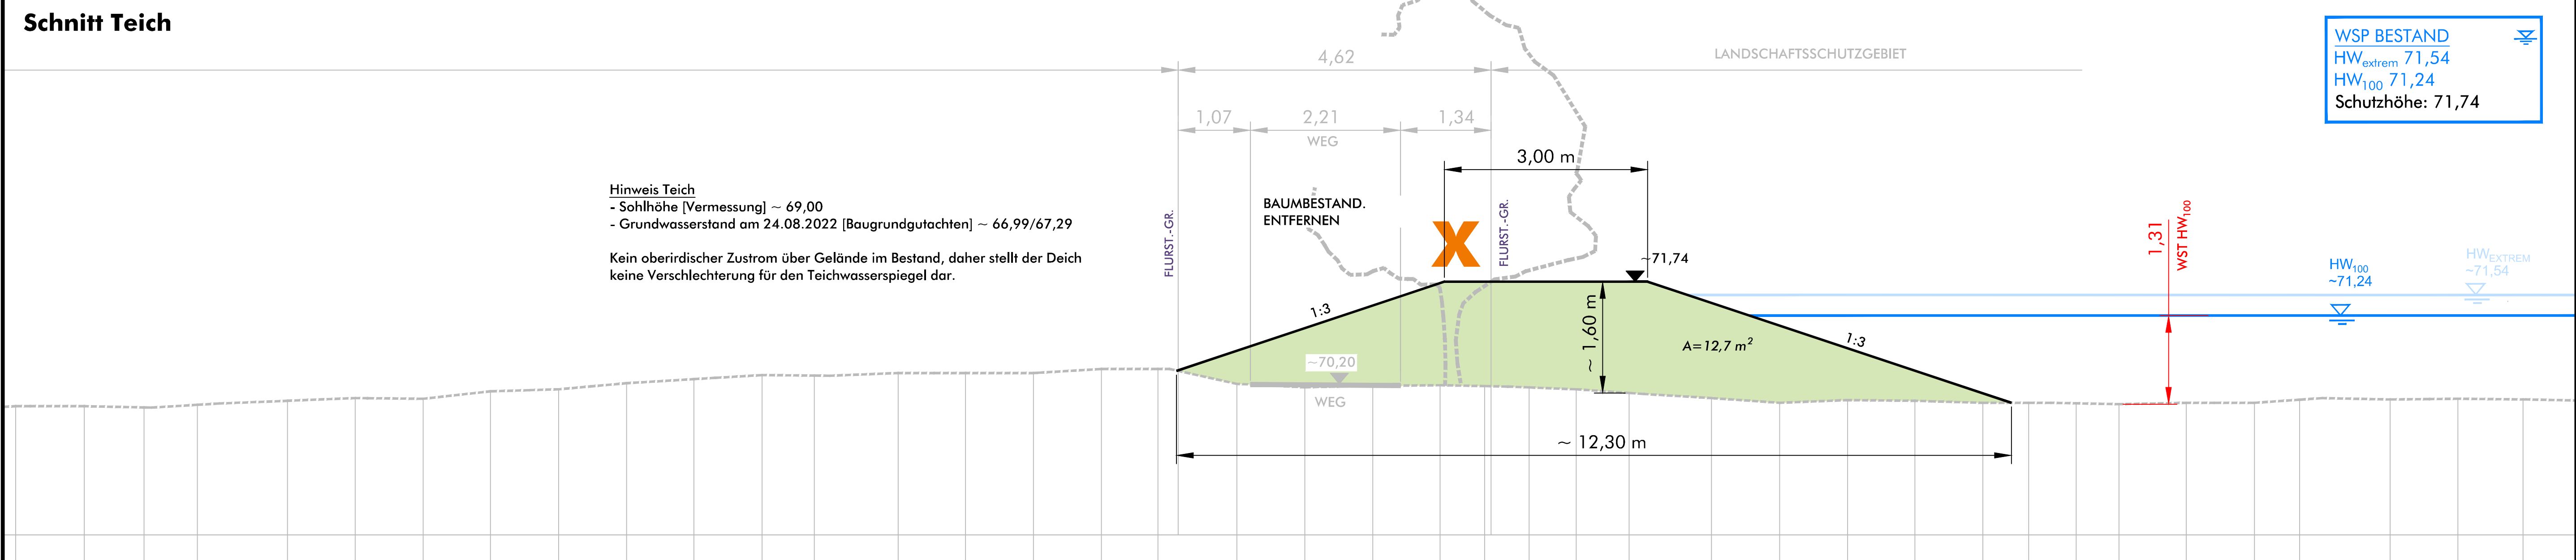 Schnitt Teich
WSP BESTAND
HWextrem 71,54
HW100 71,24
Schutzhöhe: 71,74
4,62
LANDSCHAFTSSCHUTZGEBIET
1,07
2,21
1,34
WEG
3,00 m
Hinweis Teich
- Sohlhöhe [Vermessung] ~ 69,00
- Grundwasserstand am 24.08.2022 [Baugrundgutachten] ~ 66,99/67,29
Kein oberirdischer Zustrom über Gelände im Bestand, daher stellt der Deich
keine Verschlechterung für den Teichwasserspiegel dar.
FLURST.-GR.
BAUMBESTAND.
ENTFERNEN
X
FLURST.-GR.
~71,74
1,31
WST HW100
HW100
~71,24
HWEXTREM
~71,54
1:3
~ 1,60 m
A=12,7 m²
1:3
~70,20
WEG
~ 12,30 m